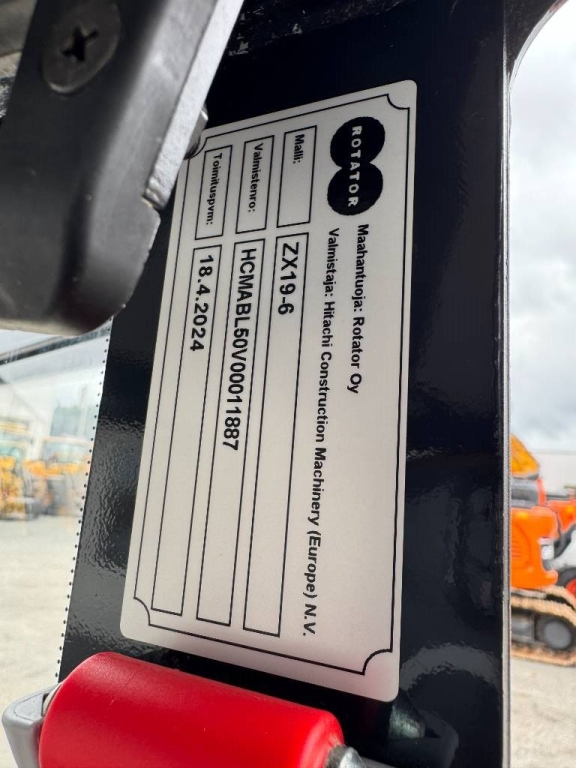 ROTATOR
Maahantuoja: Rotator Oy
Valmistaja: Hitachi Construction Machinery (Europe) N.V.
Malli: ZX19-6
Valmistenro: HCMABL50V00011887
Toimituspvm: 18.4.2024